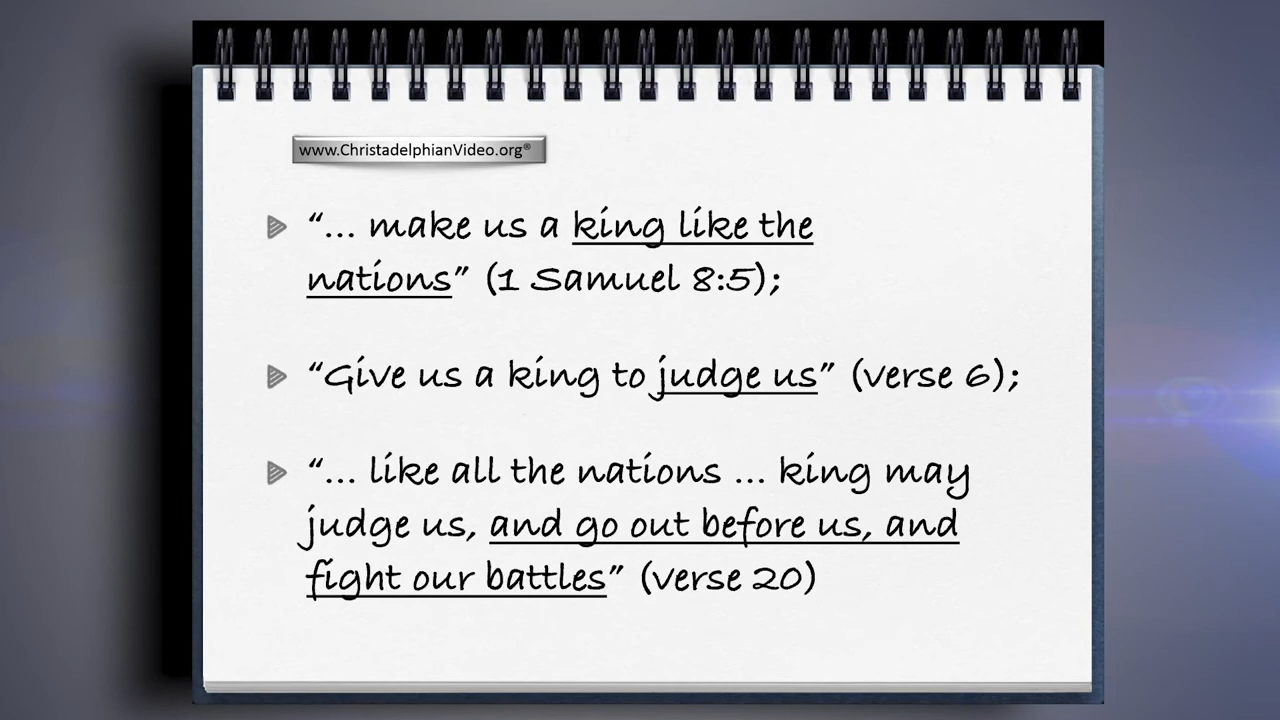 www.ChristadelphianVideo.org®
“... make us a king like the
nations” (1 Samuel 8:5);
“Give us a king to judge us” (verse 6);
“... like all the nations ... king may
judge us, and go out before us, and
fight our battles” (verse 20)